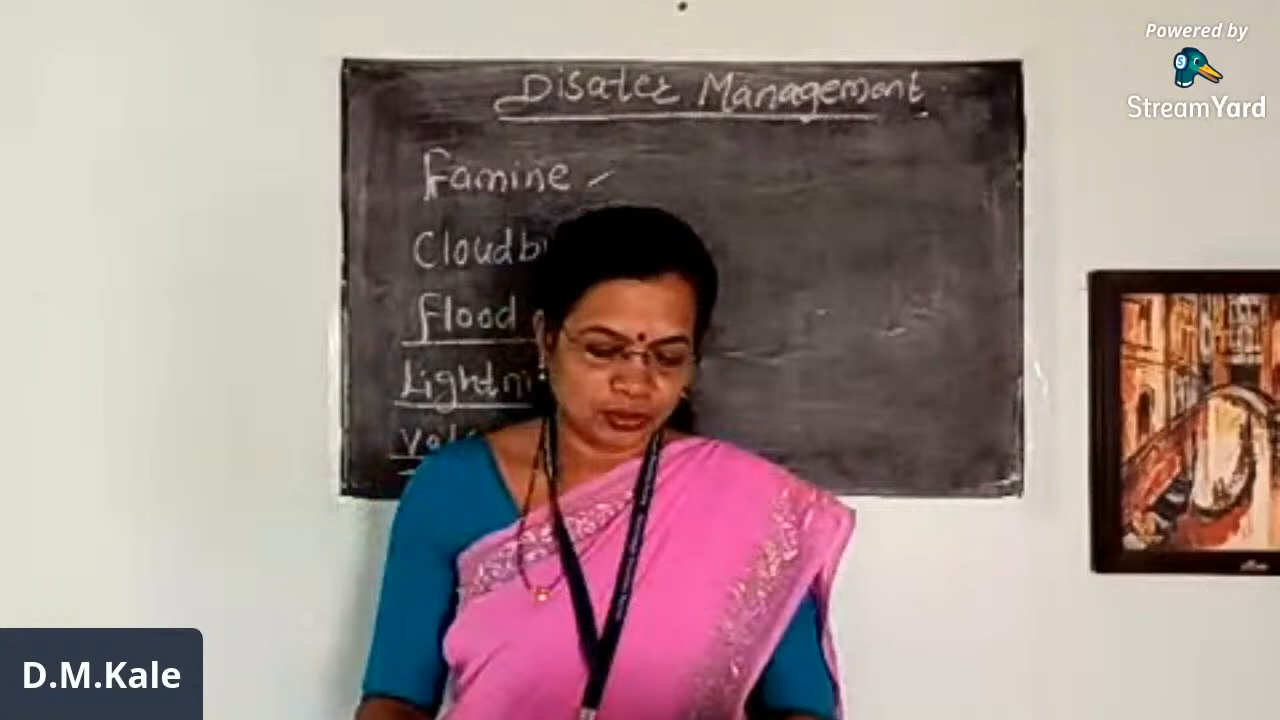 Powered by
StreamYard
Disater Management
Famine
Flood
D.M.Kale